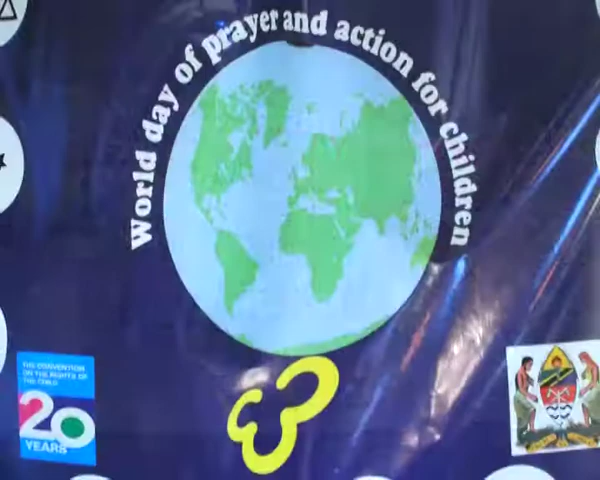 World day of prayer and action for children
THE CONVENTION
ON THE RIGHTS OF
THE CHILD
20
YEARS